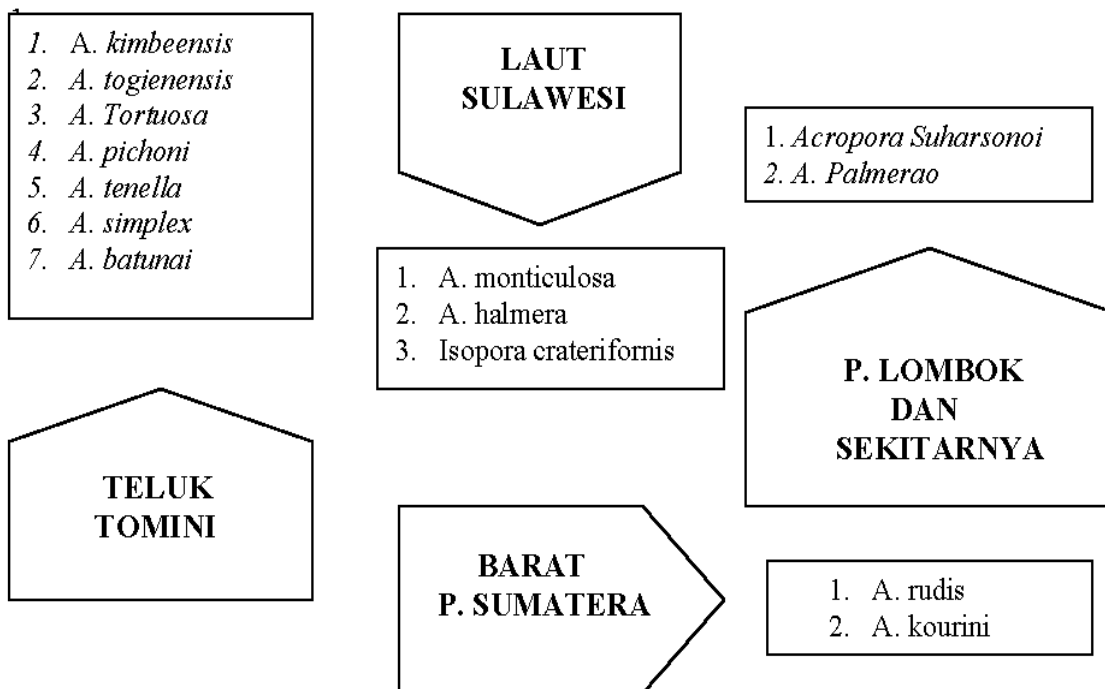 1. A. kimbeensis
2. A. togienensis
3. A. Tortuosa
4. A. pichoni
5. A. tenella
6. A. simplex
7. A. batunai
TELUK
TOMINI
LAUT
SULAWESI
1. A. monticulosa
2. A. halmera
3. Isopora craterifornis
1. Acropora Suharsonoi
2. A. Palmerao
P. LOMBOK
DAN
SEKITARNYA
BARAT
P. SUMATERA
1. A. rudis
2. A. kourini